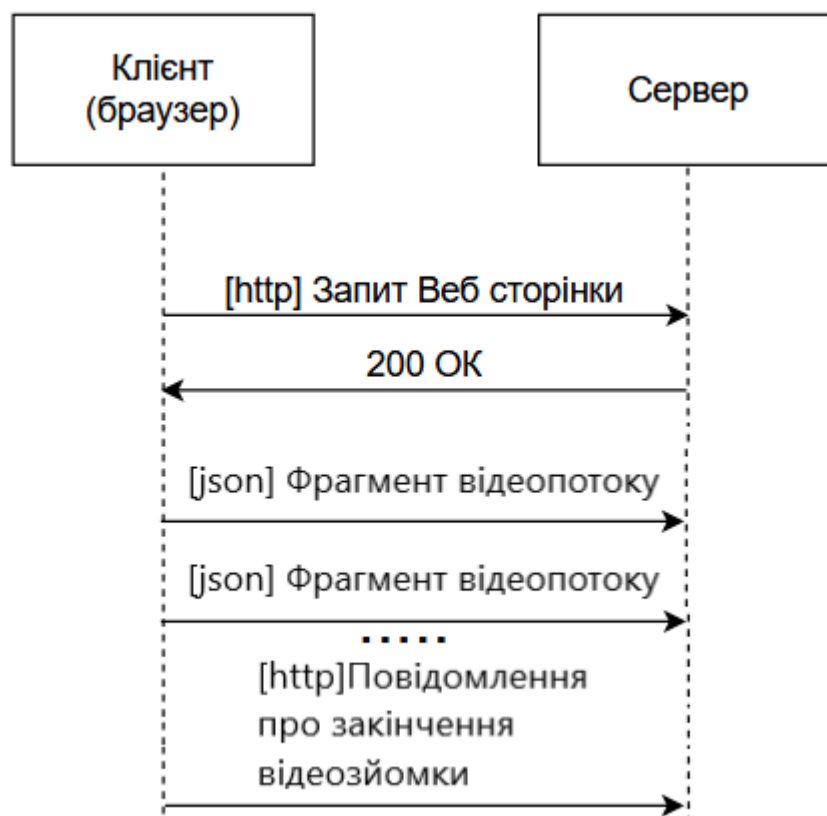 Клієнт
(браузер)
Сервер
[http] Запит Веб сторінки
200 ОК
[json] Фрагмент відеопотоку
[json] Фрагмент відеопотоку
.....
[http]Повідомлення
про закінчення
відеозйомки